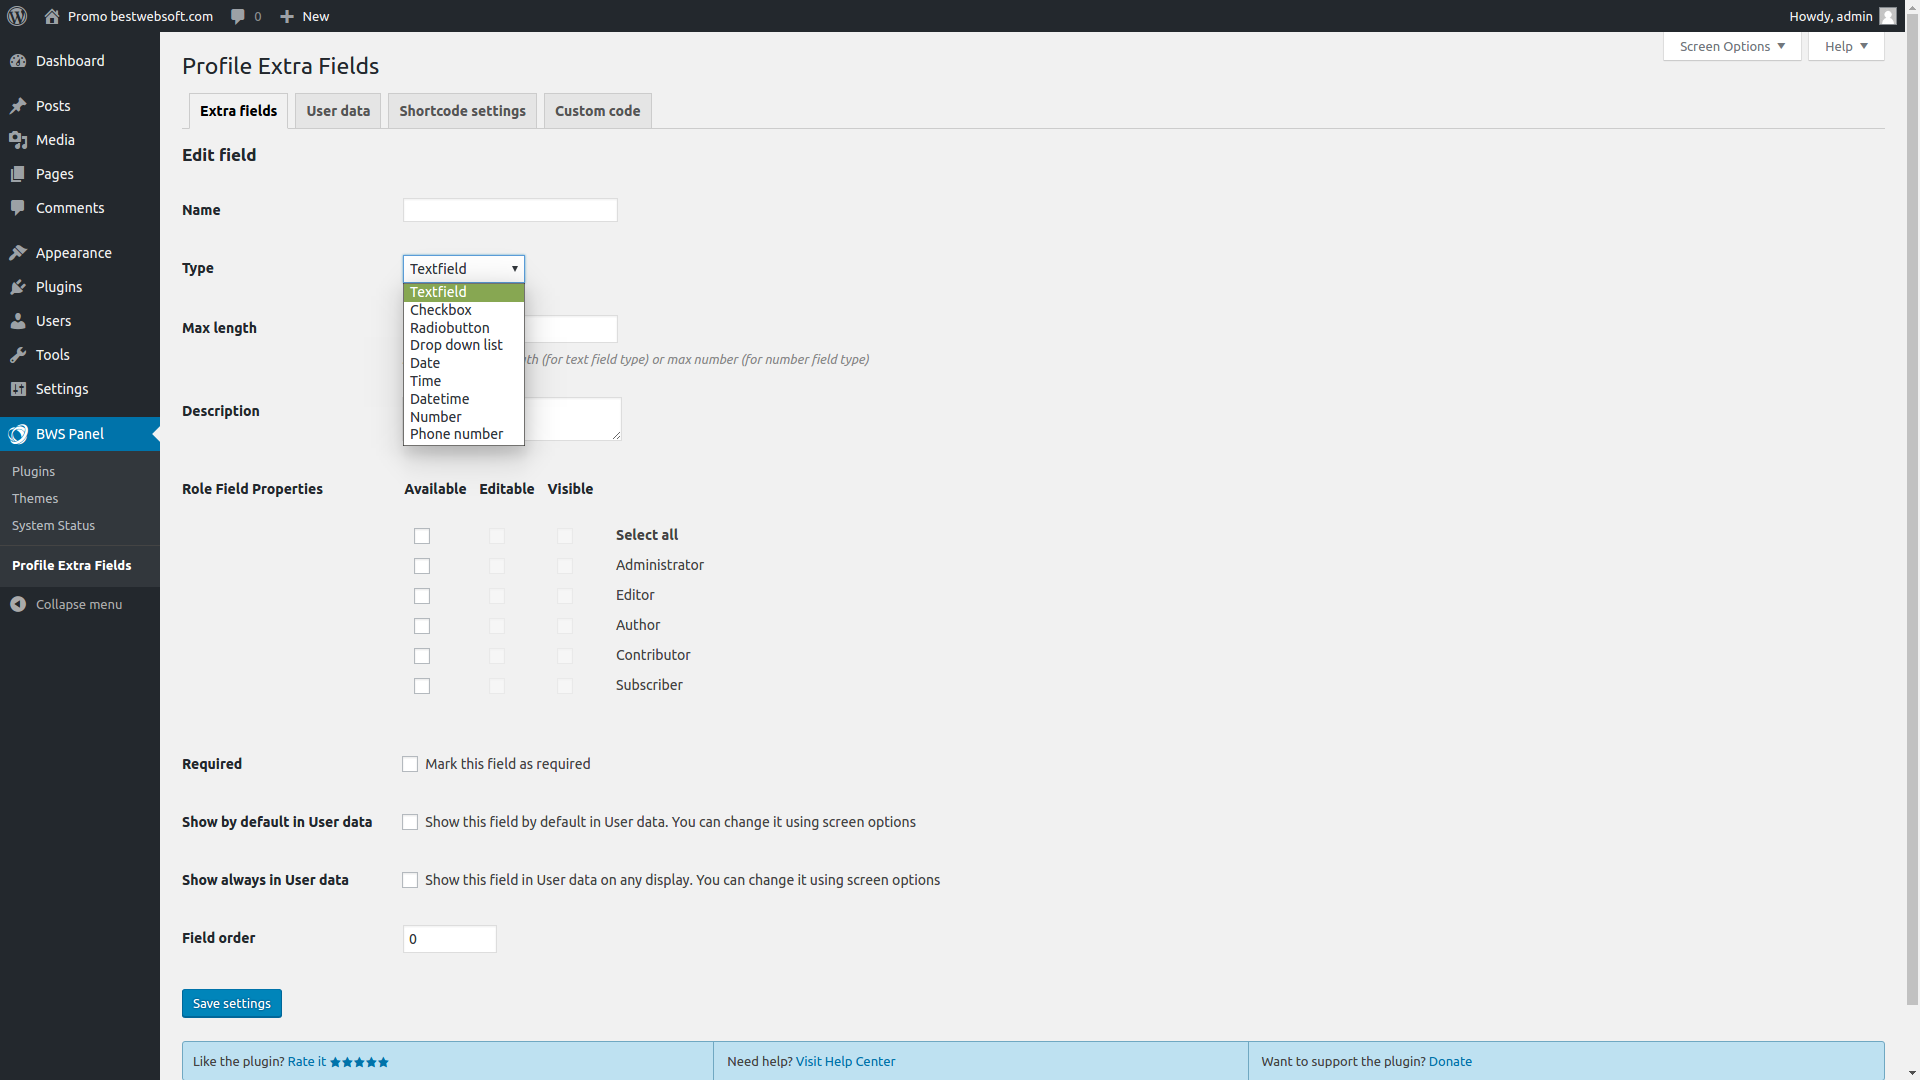 Promo bestwebsoft.com 0 New Howdy, admin
Screen Options Help
Dashboard
Posts
Media
Pages
Comments
Appearance
Plugins
Users
Tools
Settings
BWS Panel
Plugins
Themes
System Status
Profile Extra Fields
Collapse menu
Profile Extra Fields
Extra fields User data Shortcode settings Custom code
Edit field
Name
Type Textfield
Textfield
Checkbox
Radiobutton
Drop down list
Date
Time
Datetime
Number
Phone number
Max length
(for text field type) or max number (for number field type)
Description
Role Field Properties Available Editable Visible
Select all
Administrator
Editor
Author
Contributor
Subscriber
Required Mark this field as required
Show by default in User data Show this field by default in User data. You can change it using screen options
Show always in User data Show this field in User data on any display. You can change it using screen options
Field order 0
Save settings
Like the plugin? Rate it ★★★★★ Need help? Visit Help Center Want to support the plugin? Donate